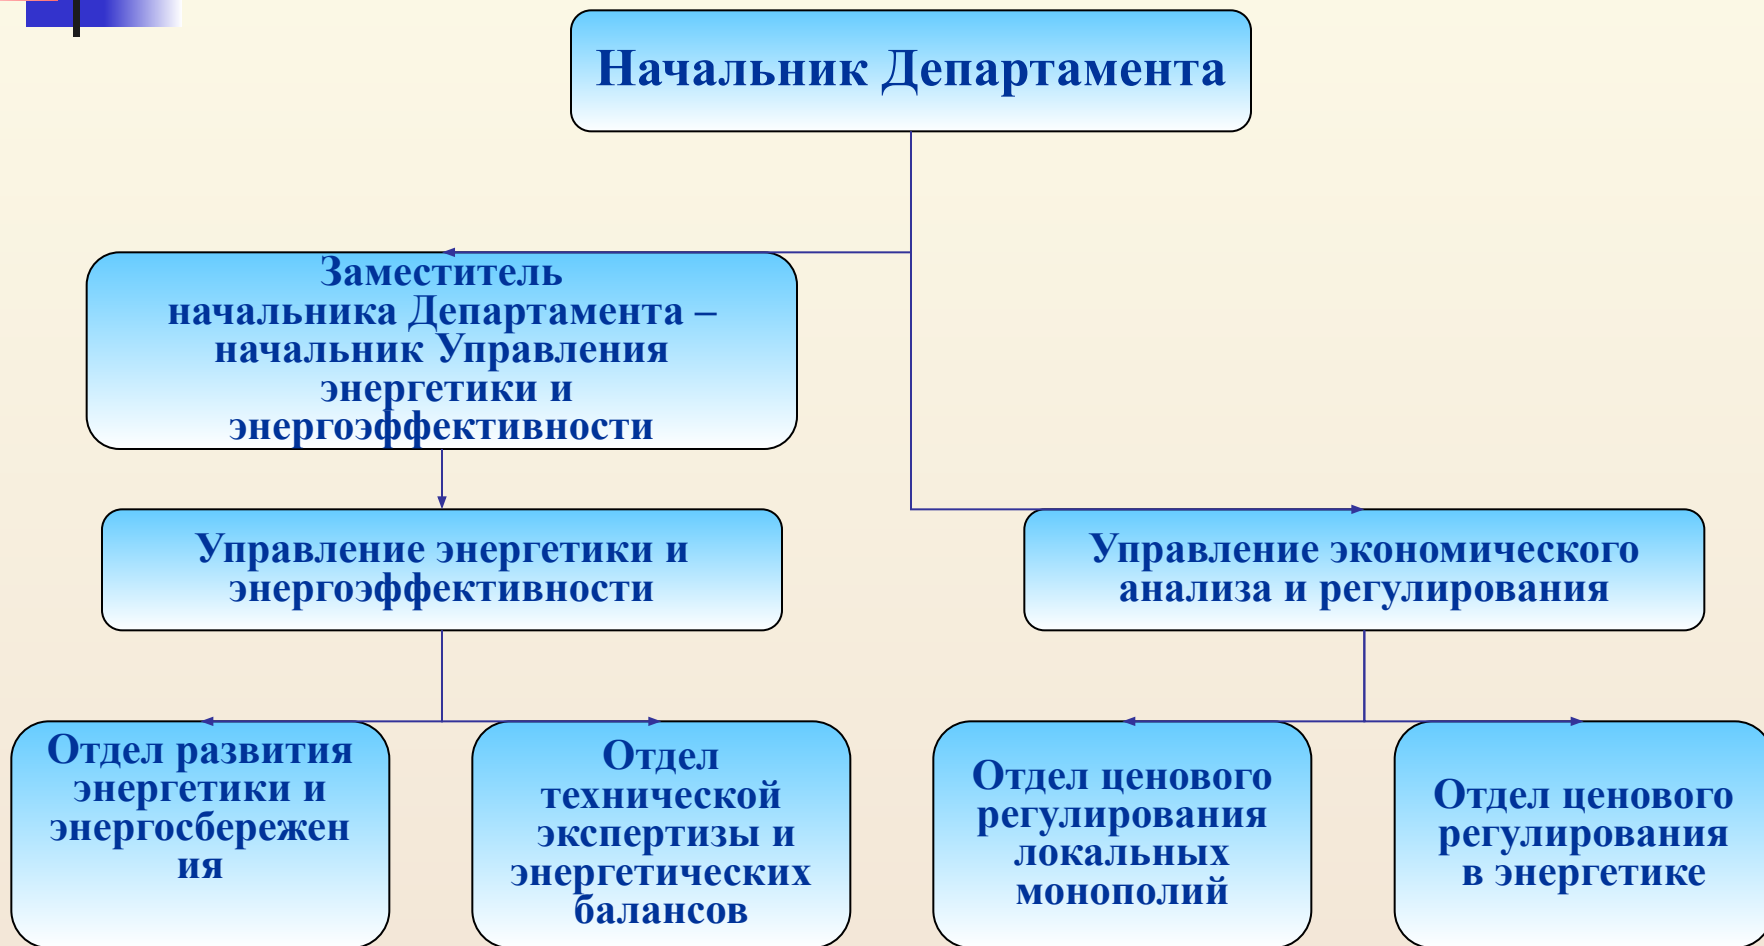 Начальник Департамента
Заместитель
начальника Департамента –
начальник Управления
энергетики и
энергоэффективности
Управление энергетики и
энергоэффективности
Управление экономического
анализа и регулирования
Отдел развития
энергетики и
энергосбережен
ия
Отдел
технической
экспертизы и
энергетических
балансов
Отдел ценового
регулирования
локальных
монополий
Отдел ценового
регулирования
в энергетике